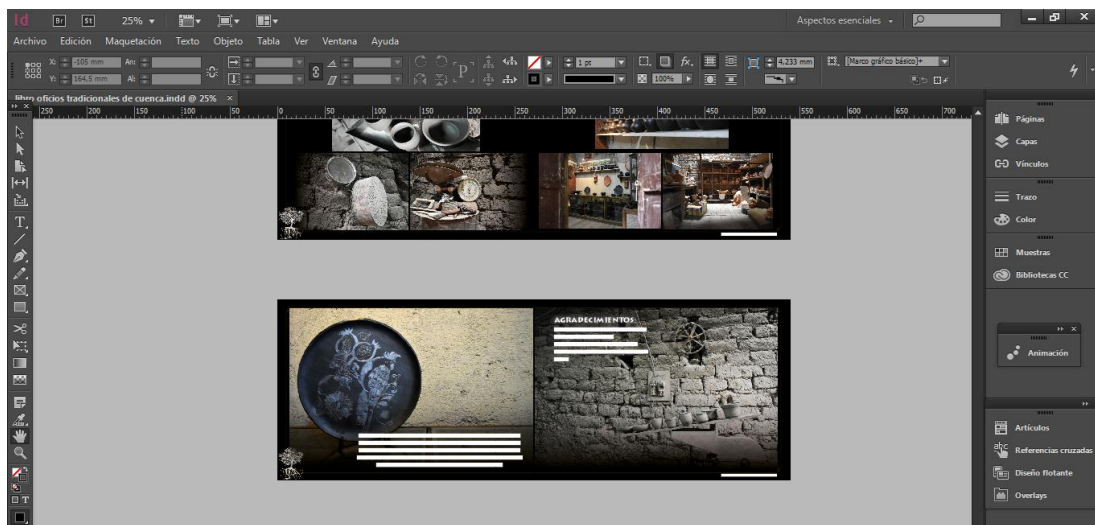 Id Br St 25% Aspectos esenciales
Archivo Edición Maquetación Texto Objeto Tabla Ver Ventana Ayuda
X: -105 mm An: 1 pt fx. 4,233 mm [Marco gráfico básico]+
Y: 164,5 mm Al: P 100%
libro oficios tradicionales de cuenca.indd @ 25% ×
250 200 150 100 50 0 50 100 150 200 250 300 350 400 450 500 550 600 650 700
Páginas
Capas
Vínculos
Trazo
Color
Muestras
Bibliotecas CC
AGRADECIMIENTOS
Animación
Artículos
Referencias cruzadas
Diseño flotante
Overlays